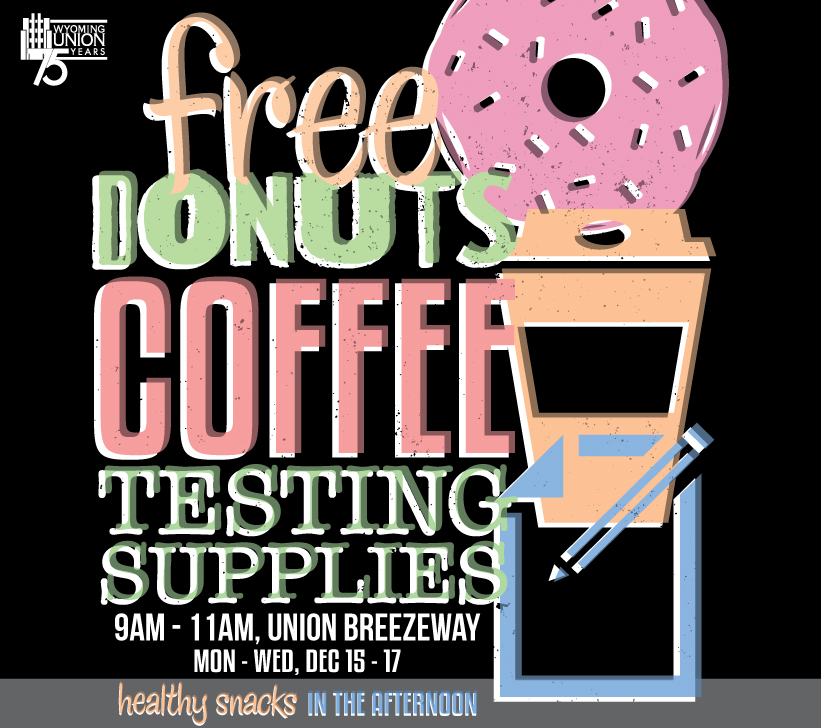 WYOMING
UNION
YEARS
75
free
DONUTS
COFFEE
TESTING
SUPPLIES
9AM - 11AM, UNION BREEZEWAY
MON - WED, DEC 15 - 17
healthy snacks IN THE AFTERNOON